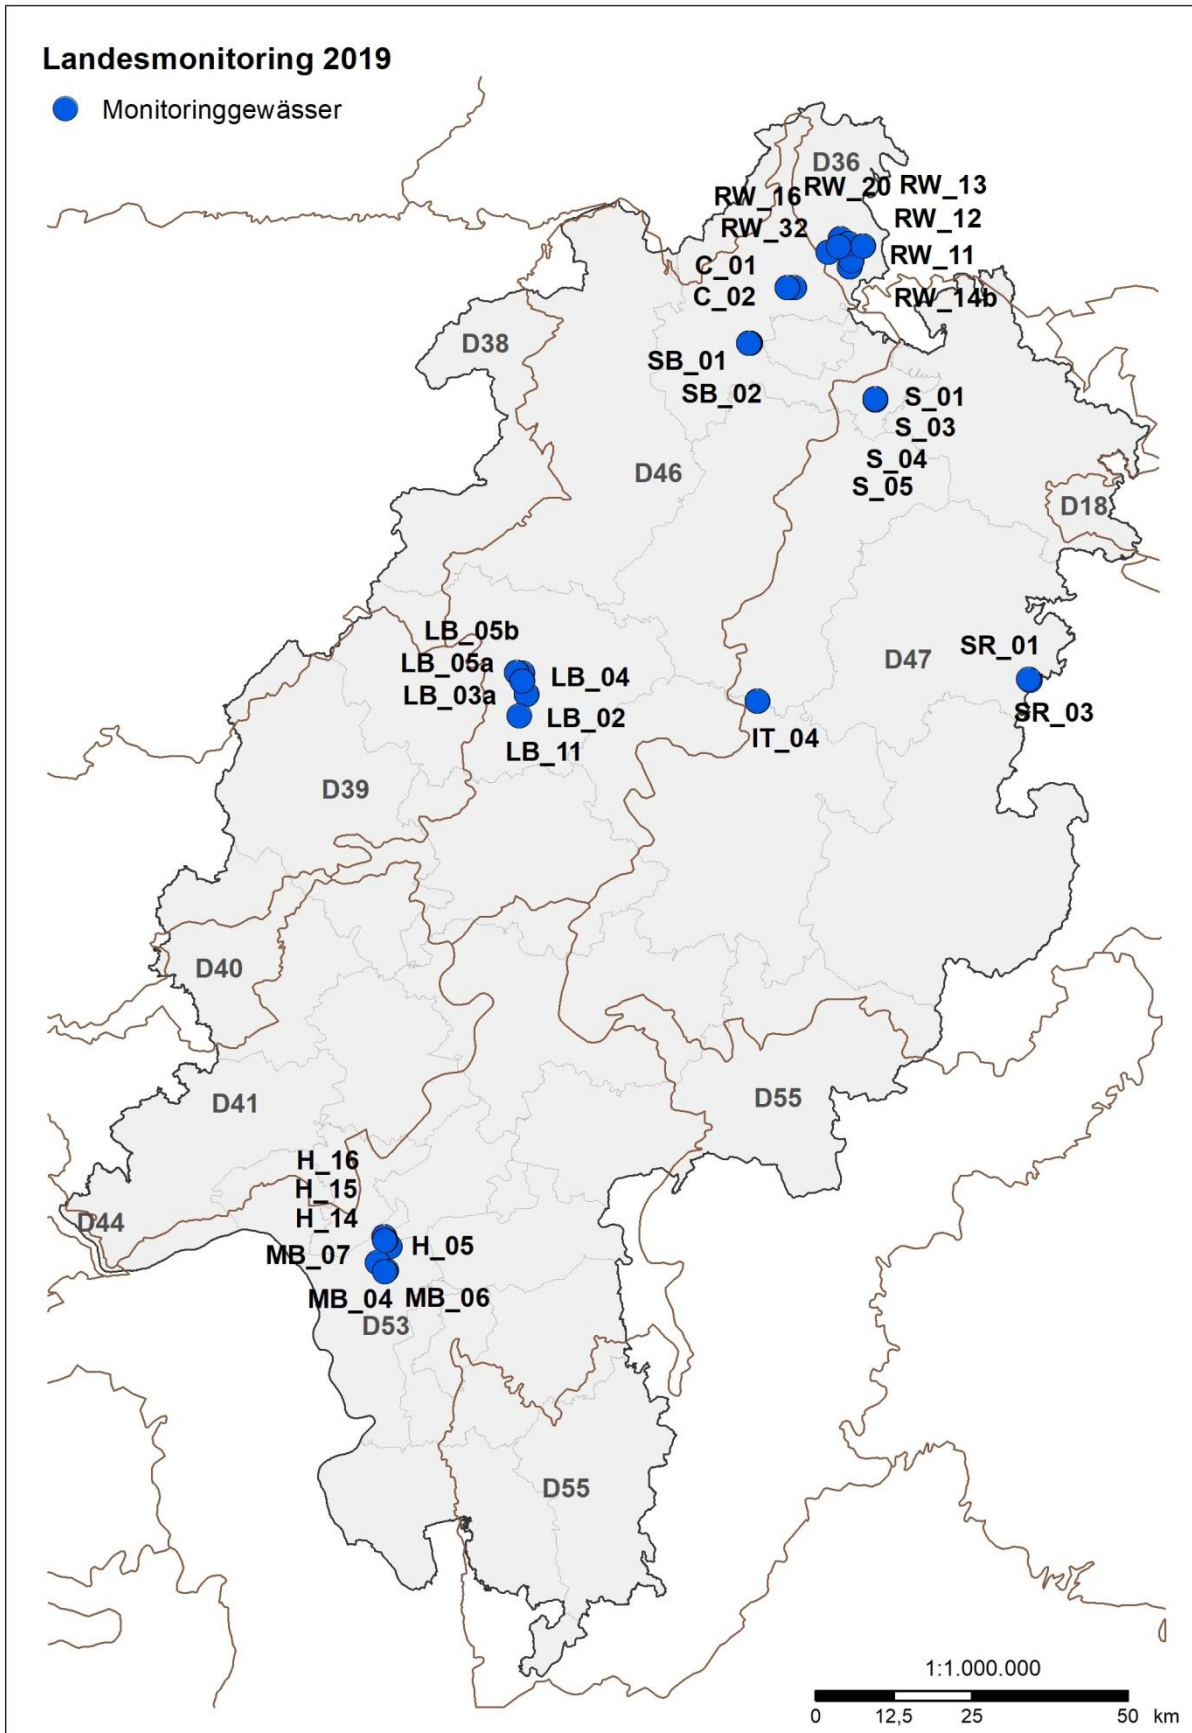 Landesmonitoring 2019
Monitoringgewässer
D36
RW_16
RW_20
RW_13
RW_32
RW_12
C_01
RW_11
C_02
RW_14b
D38
SB_01
SB_02
S_01
S_03
S_04
S_05
D46
D18
LB_05b
LB_05a
LB_04
LB_03a
LB_02
LB_11
D47
SR_01
SR_03
IT_04
D39
D40
D41
D55
H_16
H_15
H_14
D44
MB_07
H_05
MB_04
MB_06
D53
D55
1:1.000.000
0 12,5 25 50 km